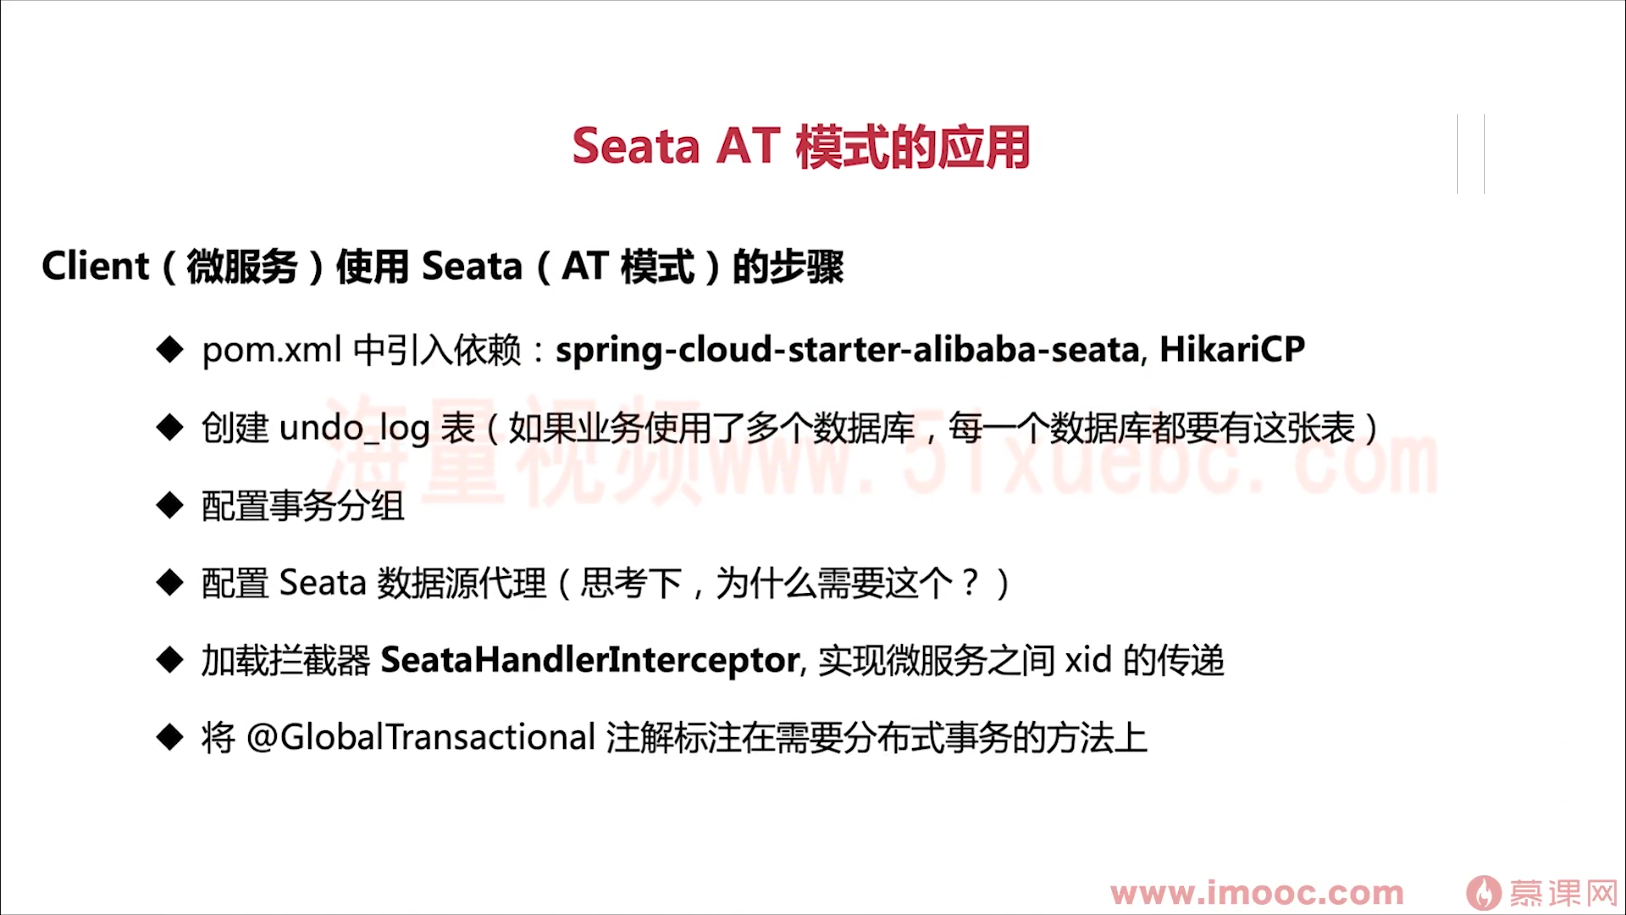 Seata AT 模式的应用
Client（微服务）使用 Seata（AT 模式）的步骤
◆ pom.xml 中引入依赖：spring-cloud-starter-alibaba-seata, HikariCP
◆ 创建 undo_log 表（如果业务使用了多个数据库，每一个数据库都要有这张表）
海量视频www.51xuebc.com
◆ 配置事务分组
◆ 配置 Seata 数据源代理（思考下，为什么需要这个？）
◆ 加载拦截器 SeataHandlerInterceptor, 实现微服务之间 xid 的传递
◆ 将 @GlobalTransactional 注解标注在需要分布式事务的方法上
www.imooc.com 慕课网